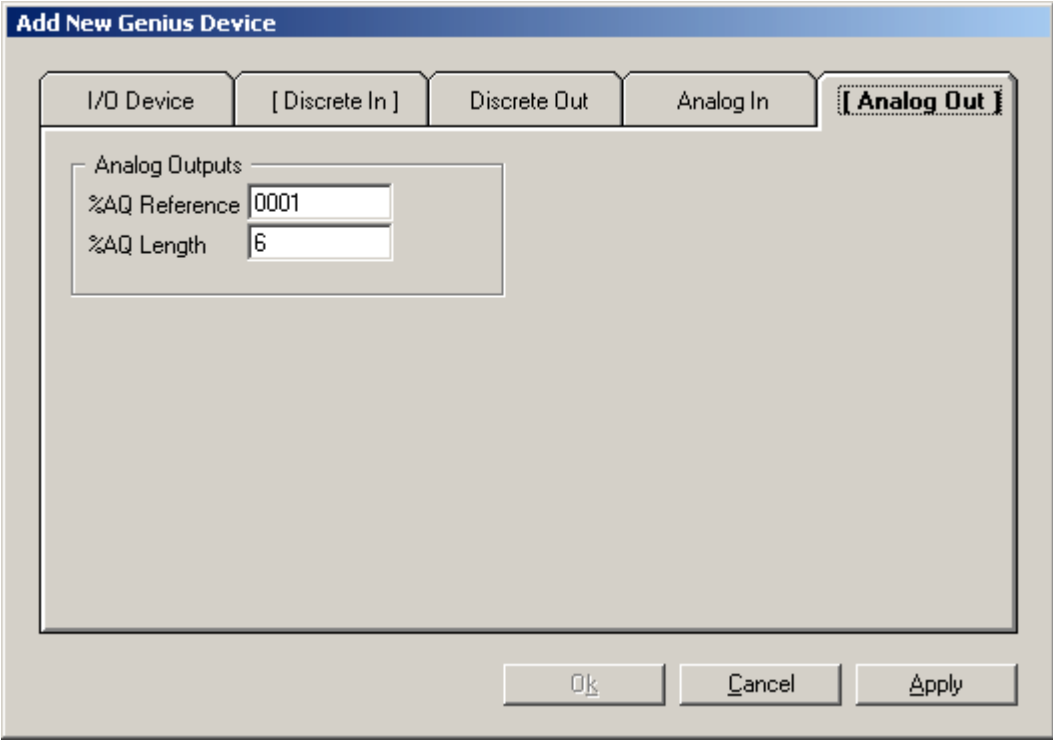 Add New Genius Device
I/O Device [ Discrete In ] Discrete Out Analog In [ Analog Out ]
Analog Outputs
%AQ Reference 0001
%AQ Length 6
Ok Cancel Apply